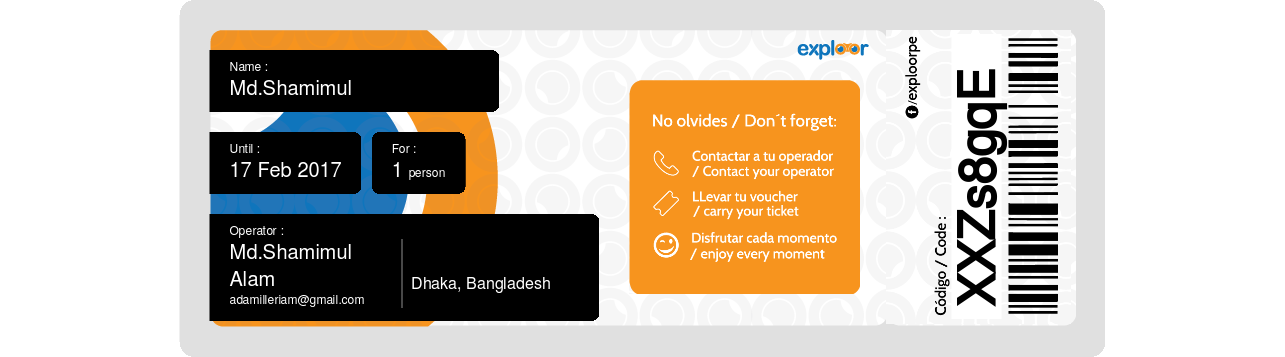 Name :
Md.Shamimul
Until :
17 Feb 2017
For :
1 person
Operator :
Md.Shamimul
Alam
adamilleriam@gmail.com
Dhaka, Bangladesh
exploor
No olvides / Don´t forget:
Contactar a tu operador
/ Contact your operator
LLevar tu voucher
/ carry your ticket
Disfrutar cada momento
/ enjoy every moment
f/exploorpe
Código / Code :
XXZs8gqE